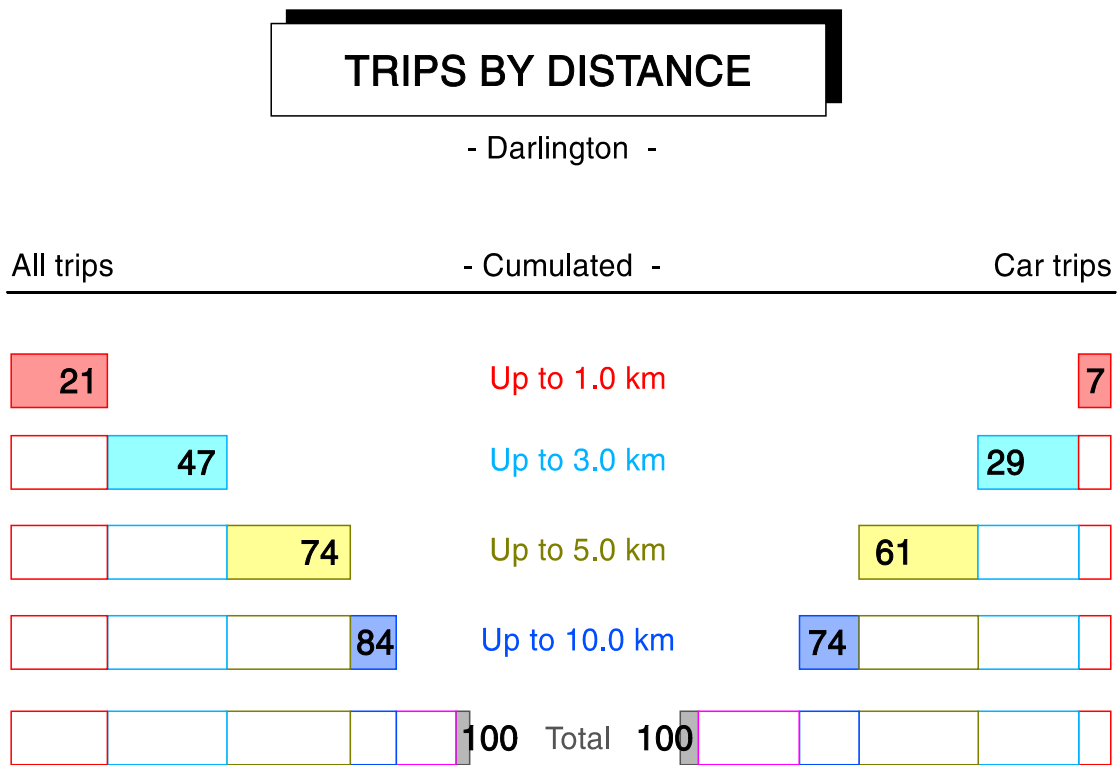 TRIPS BY DISTANCE
- Darlington -
All trips - Cumulated - Car trips
21 Up to 1.0 km 7
47 Up to 3.0 km 29
74 Up to 5.0 km 61
84 Up to 10.0 km 74
100 Total 100